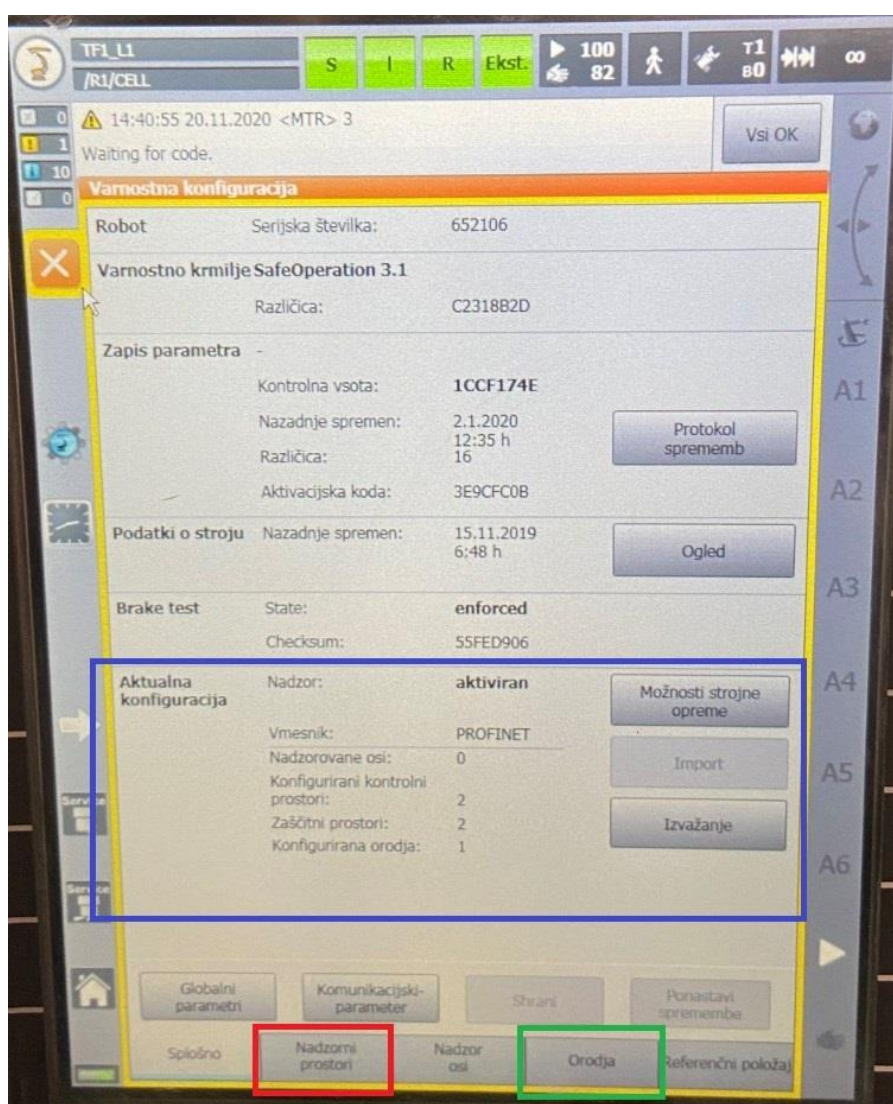 TF1_L1
/R1/CELL
S I R Ekst. 100 82 T1 B0 ∞
0 14:40:55 20.11.2020 <MTR> 3
1 Waiting for code. Vsi OK
10
0 Varnostna konfiguracija
Robot Serijska številka: 652106
Varnostno krmilje SafeOperation 3.1
Različica: C2318B2D
Zapis parametra -
Kontrolna vsota: 1CCF174E
A1
Nazadnje spremen: 2.1.2020
12:35 h
Protokol
sprememb
Različica: 16
Aktivacijska koda: 3E9CFC0B
A2
Podatki o stroju Nazadnje spremen: 15.11.2019
6:48 h
Ogled
A3
Brake test State: enforced
Checksum: 55FED906
Aktualna
konfiguracija
Nadzor: aktiviran
Možnosti strojne
opreme
A4
Vmesnik: PROFINET
Nadzorovane osi: 0
Import
A5
Konfigurirani kontrolni
prostori: 2
Service
Zaščitni prostori: 2
Izvažanje
Konfigurirana orodja: 1
A6
Service
Globalni
parametri
Komunikacijski-
parameter
Shrani
Ponastavi
spremembe
Splošno
Nadzorni
prostori
Nadzor
osi
Orodja
Referenčni položaj